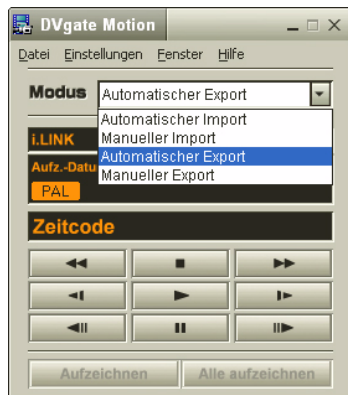 DVgate Motion
Datei Einstellungen Fenster Hilfe
Modus Automatischer Export
Automatischer Import
Manueller Import
Automatischer Export
Manueller Export
i.LINK
Aufz.-Datu
PAL
Zeitcode
Aufzeichnen Alle aufzeichnen